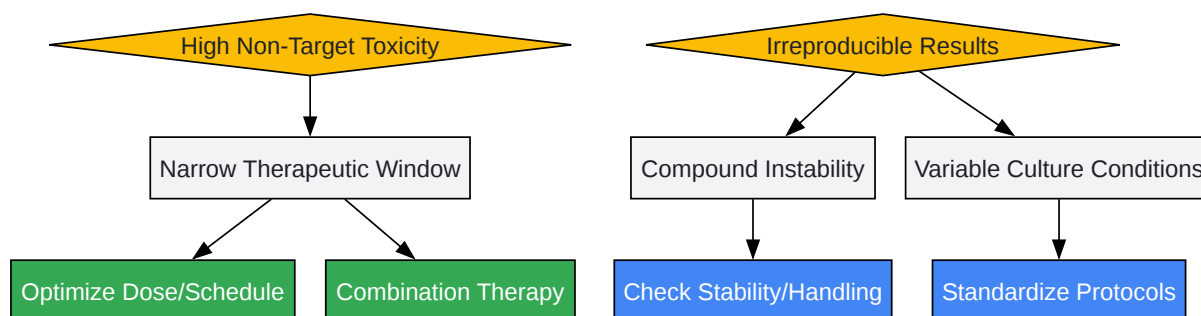 High Non-Target Toxicity
Irreproducible Results
Narrow Therapeutic Window
Compound Instability
Variable Culture Conditions
Optimize Dose/Schedule
Combination Therapy
Check Stability/Handling
Standardize Protocols